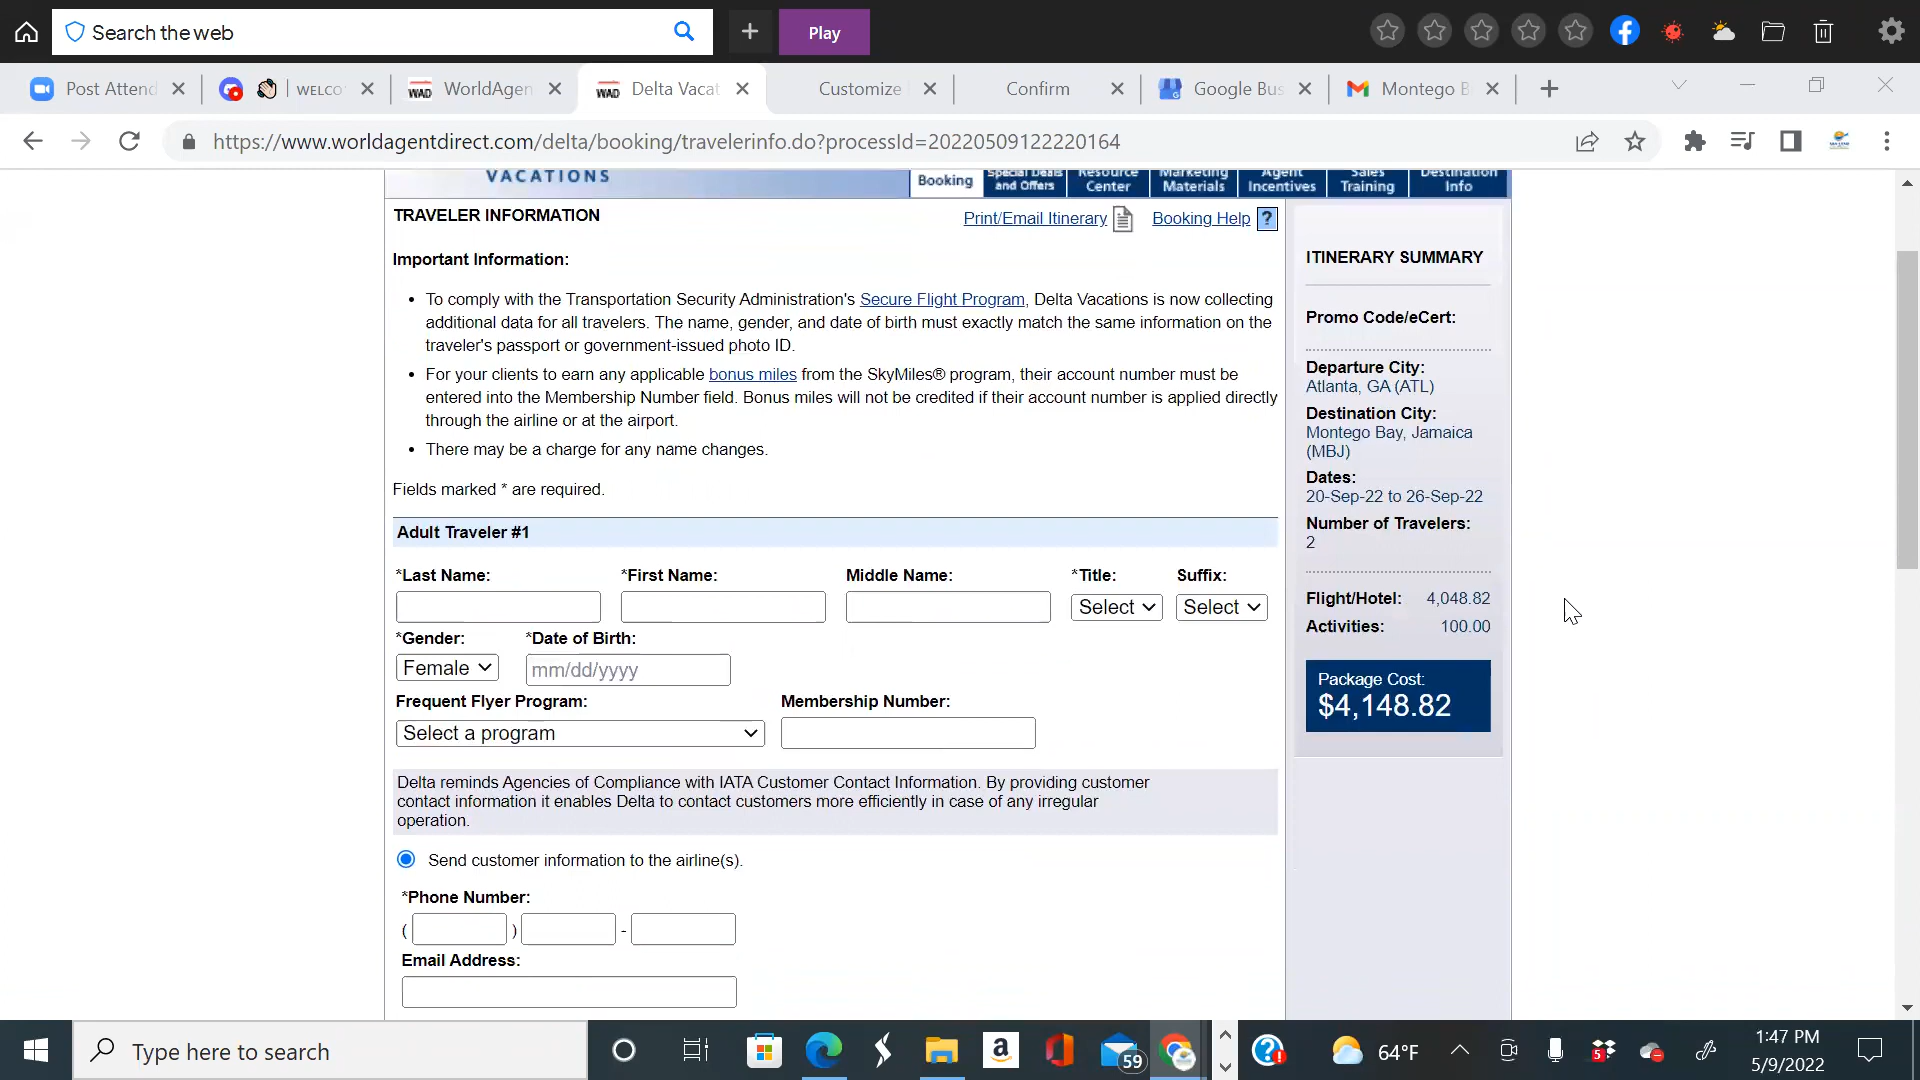 Search the web
Play
Post Attend
WELCO
WAD WorldAgen
WAD Delta Vacat
Customize
Confirm
Google Bus
Montego B
https://www.worldagentdirect.com/delta/booking/travelerinfo.do?processId=20220509122220164
VACATIONS
Booking
Special Deals
and Offers
Resource
Center
Marketing
Materials
Agent
Incentives
Sales
Training
Destination
Info
TRAVELER INFORMATION
Print/Email Itinerary
Booking Help ?
Important Information:
• To comply with the Transportation Security Administration's Secure Flight Program, Delta Vacations is now collecting
additional data for all travelers. The name, gender, and date of birth must exactly match the same information on the
traveler's passport or government-issued photo ID.
• For your clients to earn any applicable bonus miles from the SkyMiles® program, their account number must be
entered into the Membership Number field. Bonus miles will not be credited if their account number is applied directly
through the airline or at the airport.
• There may be a charge for any name changes.
Fields marked * are required.
Adult Traveler #1
*Last Name:
*First Name:
Middle Name:
*Title:
Suffix:
Select
Select
*Gender:
*Date of Birth:
Female
mm/dd/yyyy
Frequent Flyer Program:
Membership Number:
Select a program
Delta reminds Agencies of Compliance with IATA Customer Contact Information. By providing customer
contact information it enables Delta to contact customers more efficiently in case of any irregular
operation.
Send customer information to the airline(s).
*Phone Number:
( ) -
Email Address:
ITINERARY SUMMARY
Promo Code/eCert:
Departure City:
Atlanta, GA (ATL)
Destination City:
Montego Bay, Jamaica
(MBJ)
Dates:
20-Sep-22 to 26-Sep-22
Number of Travelers:
2
Flight/Hotel: 4,048.82
Activities: 100.00
Package Cost:
$4,148.82
Type here to search
a
59
?
64°F
5
1:47 PM
5/9/2022